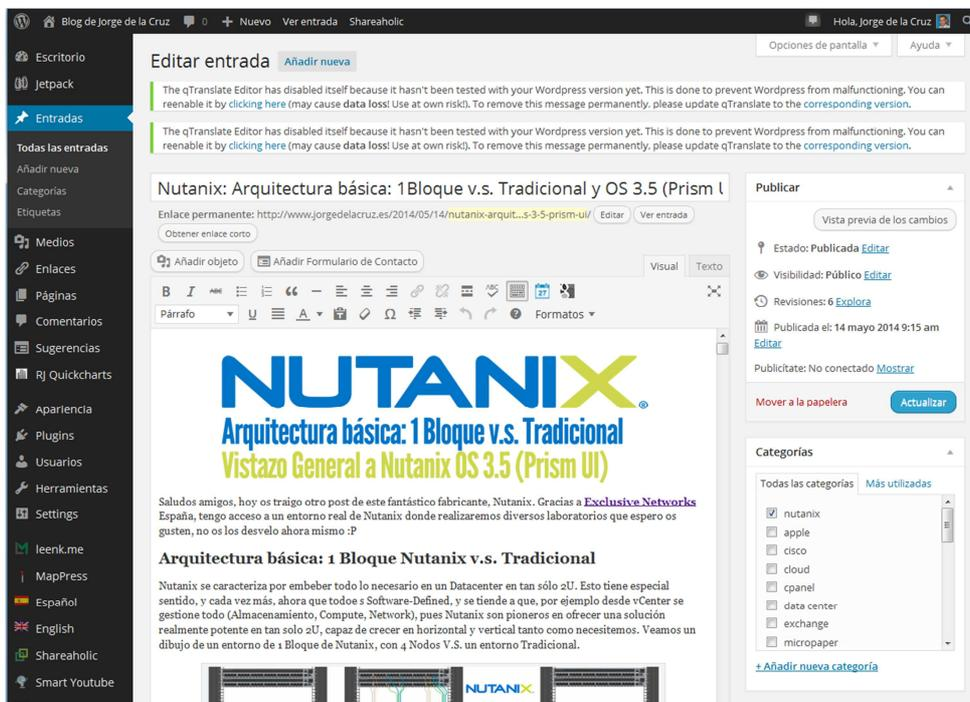 Blog de Jorge de la Cruz 0 + Nuevo Ver entrada Shareaholic
Hola, Jorge de la Cruz
Escritorio
Jetpack
Entradas
Todas las entradas
Añadir nueva
Categorías
Etiquetas
Medios
Enlaces
Páginas
Comentarios
Sugerencias
RJ Quickcharts
Apariencia
Plugins
Usuarios
Herramientas
Settings
leenk.me
MapPress
Español
English
Shareaholic
Smart Youtube
Opciones de pantalla Ayuda
Editar entrada Añadir nueva
The qTranslate Editor has disabled itself because it hasn't been tested with your Wordpress version yet. This is done to prevent Wordpress from malfunctioning. You can
reenable it by clicking here (may cause data loss! Use at own risk!). To remove this message permanently, please update qTranslate to the corresponding version.
The qTranslate Editor has disabled itself because it hasn't been tested with your Wordpress version yet. This is done to prevent Wordpress from malfunctioning. You can
reenable it by clicking here (may cause data loss! Use at own risk!). To remove this message permanently, please update qTranslate to the corresponding version.
Nutanix: Arquitectura básica: 1Bloque v.s. Tradicional y OS 3.5 (Prism U
Enlace permanente: http://www.jorgedelacruz.es/2014/05/14/nutanix-arquit...s-3-5-prism-ui/ Editar Ver entrada
Obtener enlace corto
Añadir objeto Añadir Formulario de Contacto
Visual Texto
B I ABC ABC 27
Párrafo U A Ω Formatos
NUTANIX®
Arquitectura básica: 1 Bloque v.s. Tradicional
Vistazo General a Nutanix OS 3.5 (Prism UI)
Saludos amigos, hoy os traigo otro post de este fantástico fabricante, Nutanix. Gracias a Exclusive Networks
España, tengo acceso a un entorno real de Nutanix donde realizaremos diversos laboratorios que espero os
gusten, no os los desvelo ahora mismo :P
Arquitectura básica: 1 Bloque Nutanix v.s. Tradicional
Nutanix se caracteriza por embeber todo lo necesario en un Datacenter en tan sólo 2U. Esto tiene especial
sentido, y cada vez más, ahora que todo es Software-Defined, y se tiende a que, por ejemplo desde vCenter se
gestione todo (Almacenamiento, Compute, Network), pues Nutanix son pioneros en ofrecer una solución
realmente potente en tan solo 2U, capaz de crecer en horizontal y vertical tanto como necesitemos. Veamos un
dibujo de un entorno de 1 Bloque de Nutanix, con 4 Nodos V.S. un entorno Tradicional.
NUTANIX
Publicar
Vista previa de los cambios
Estado: Publicada Editar
Visibilidad: Público Editar
Revisiones: 6 Explora
Publicada el: 14 mayo 2014 9:15 am
Editar
Publicítate: No conectado Mostrar
Mover a la papelera Actualizar
Categorías
Todas las categorías Más utilizadas
nutanix
apple
cisco
cloud
cpanel
data center
exchange
micropaper
+ Añadir nueva categoría